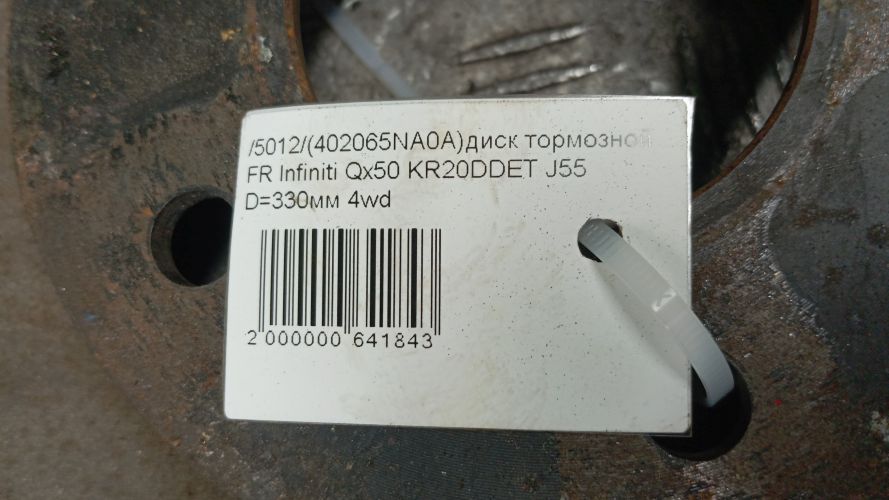 /5012/(402065NA0A)диск тормозной
FR Infiniti Qx50 KR20DDET J55
D=330мм 4wd
2 000000 641843